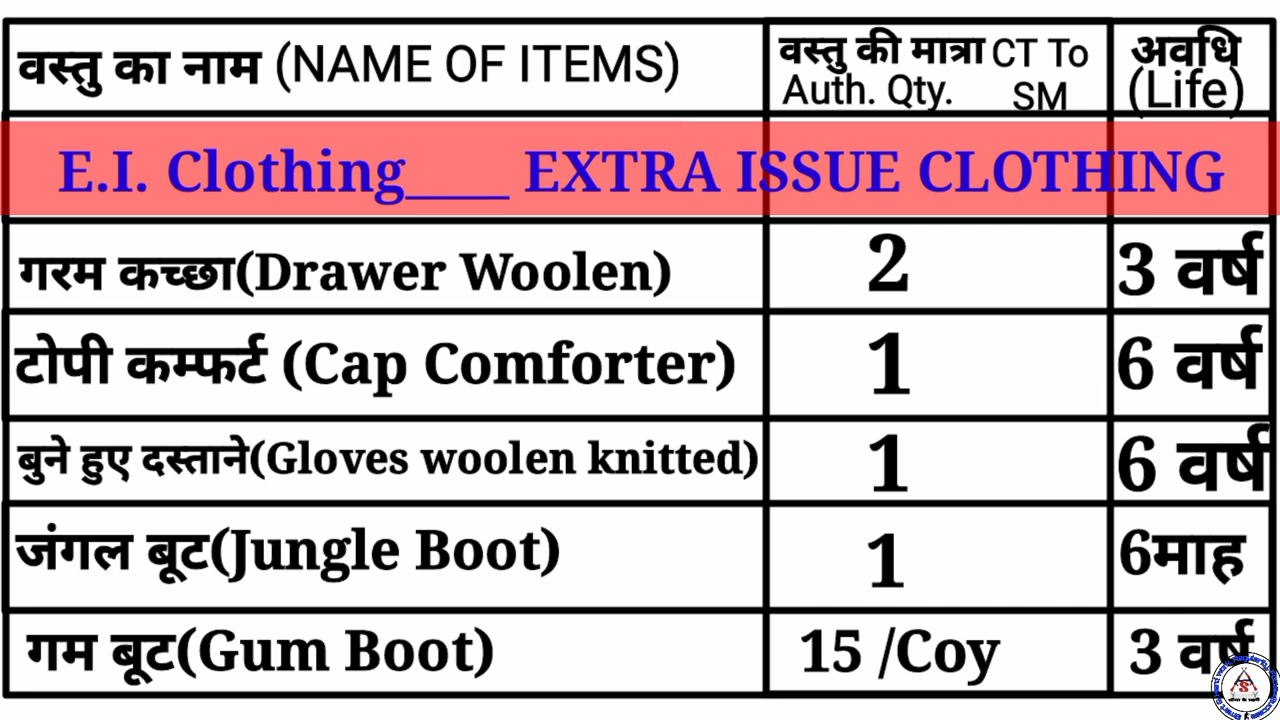 वस्तु का नाम (NAME OF ITEMS) वस्तु की मात्रा CT To अवधि
Auth. Qty. SM (Life)
E.I. Clothing____ EXTRA ISSUE CLOTHING
गरम कच्छा(Drawer Woolen) 2 3 वर्ष
टोपी कम्फर्ट (Cap Comforter) 1 6 वर्ष
बुने हुए दस्ताने(Gloves woolen knitted) 1 6 वर्ष
जंगल बूट(Jungle Boot) 1 6माह
गम बूट(Gum Boot) 15 /Coy 3 वर्ष